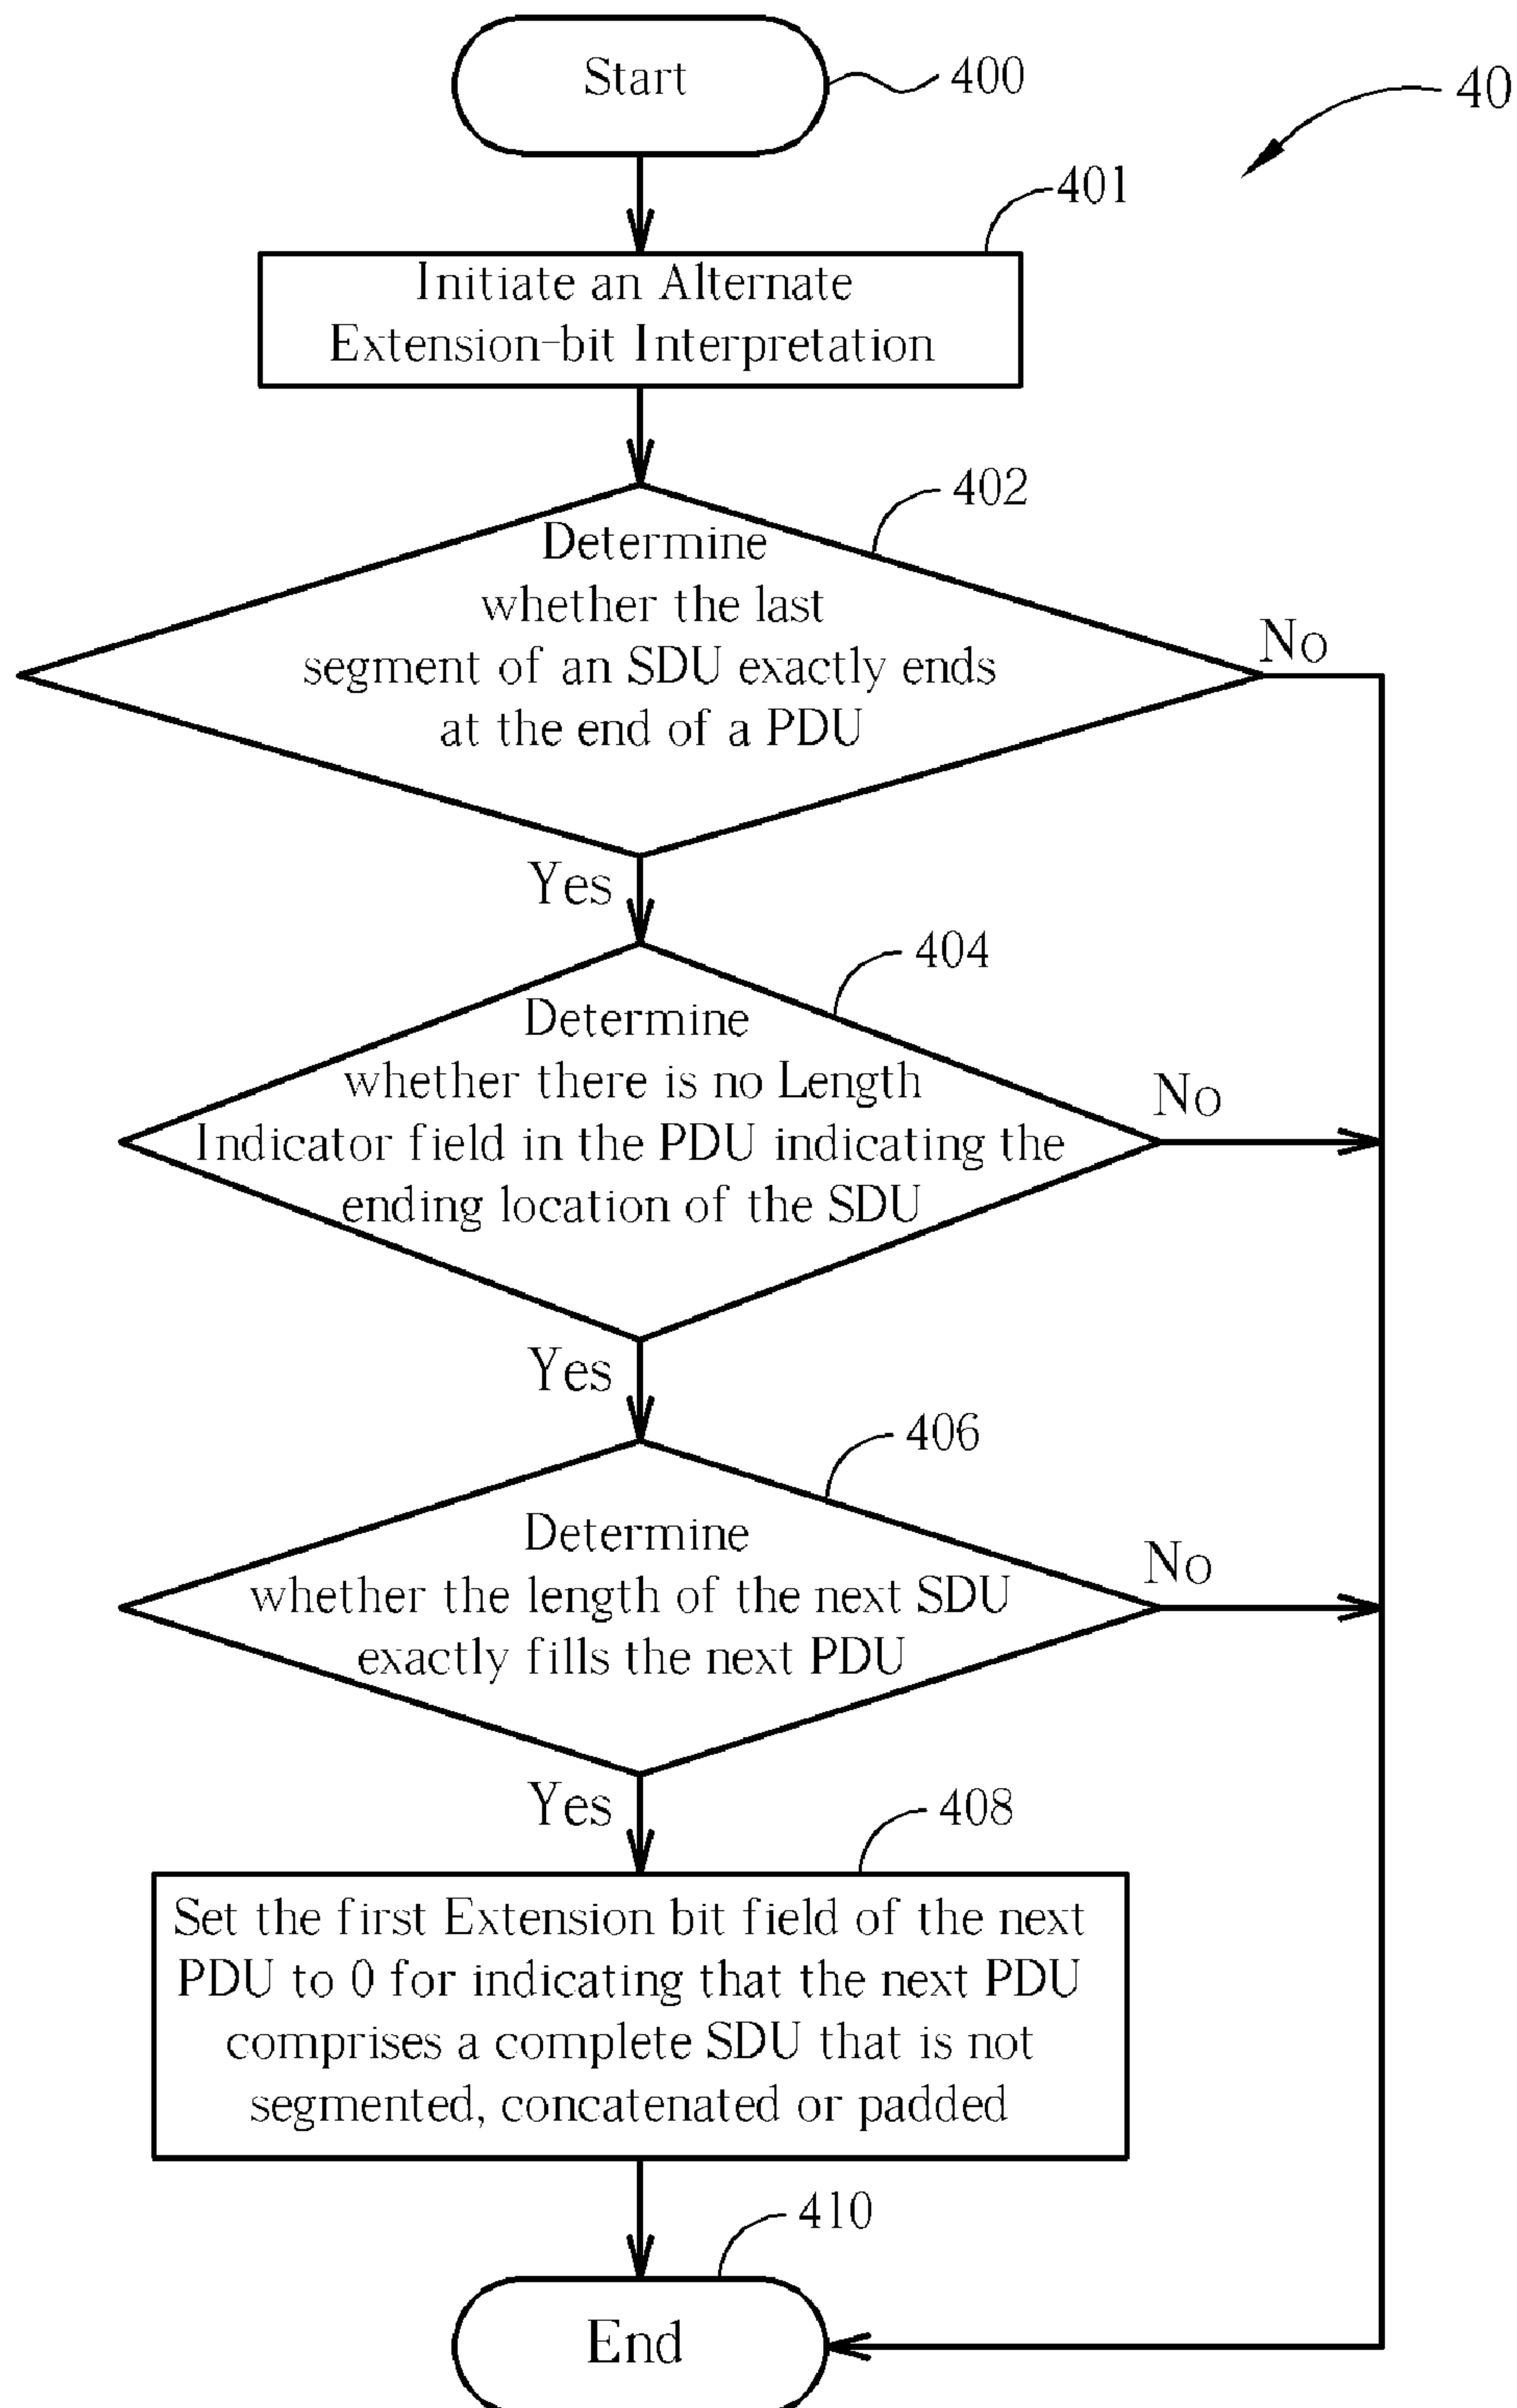 Start
400
40
401
Initiate an Alternate
Extension-bit Interpretation
402
Determine
whether the last
segment of an SDU exactly ends
at the end of a PDU
No
Yes
404
Determine
whether there is no Length
Indicator field in the PDU indicating the
ending location of the SDU
No
Yes
406
Determine
whether the length of the next SDU
exactly fills the next PDU
No
Yes
408
Set the first Extension bit field of the next
PDU to 0 for indicating that the next PDU
comprises a complete SDU that is not
segmented, concatenated or padded
410
End